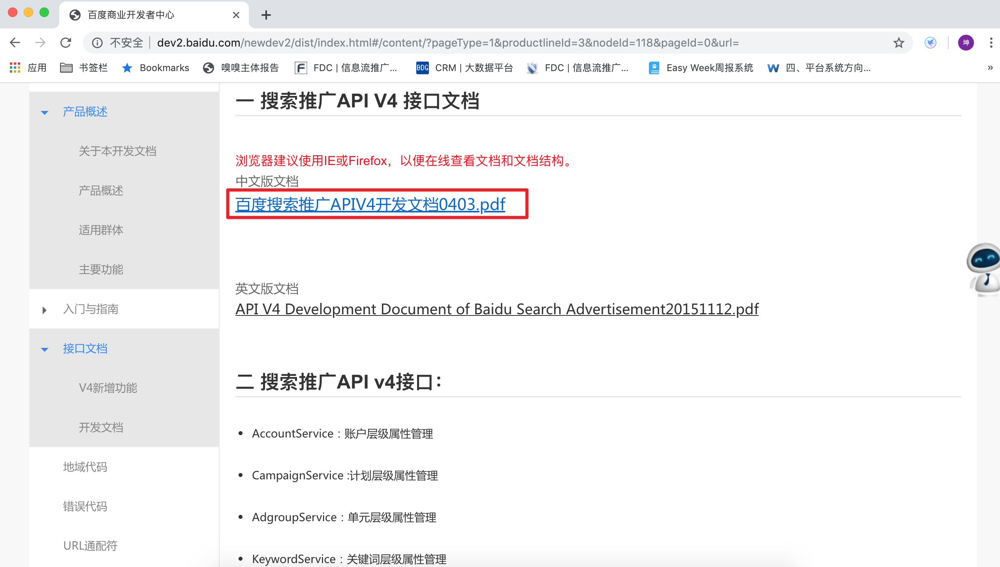 百度商业开发者中心
不安全 dev2.baidu.com/newdev2/dist/index.html#/content/?pageType=1&productlineId=3&nodeId=118&pageId=0&url=
坤
应用 书签栏 Bookmarks 嗅嗅主体报告 F FDC | 信息流推广... BDG CRM | 大数据平台 FDC | 信息流推广... Easy Week周报系统 W 四、平台系统方向... »
产品概述
关于本开发文档
产品概述
适用群体
主要功能
入门与指南
接口文档
V4新增功能
开发文档
地域代码
错误代码
URL通配符
一 搜索推广API V4 接口文档
浏览器建议使用IE或Firefox，以便在线查看文档和文档结构。
中文版文档
百度搜索推广APIV4开发文档0403.pdf
英文版文档
API V4 Development Document of Baidu Search Advertisement20151112.pdf
二 搜索推广API v4接口：
• AccountService：账户层级属性管理
• CampaignService :计划层级属性管理
• AdgroupService：单元层级属性管理
• KeywordService：关键词层级属性管理